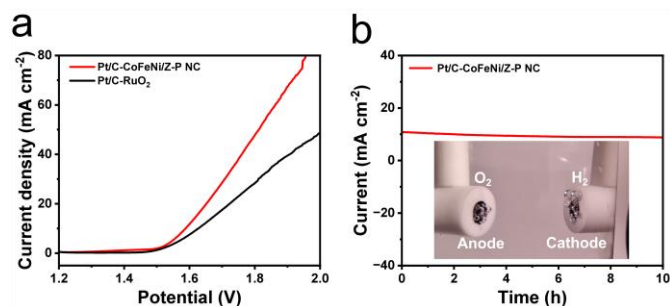 a
Current density (mA cm⁻²)
80
60
40
20
0
Pt/C-CoFeNi/Z-P NC
Pt/C-RuO₂
1.2 1.4 1.6 1.8 2.0
Potential (V)
b
Current (mA cm⁻²)
40
20
0
−20
−40
Pt/C-CoFeNi/Z-P NC
O₂ H₂
Anode Cathode
0 2 4 6 8 10
Time (h)